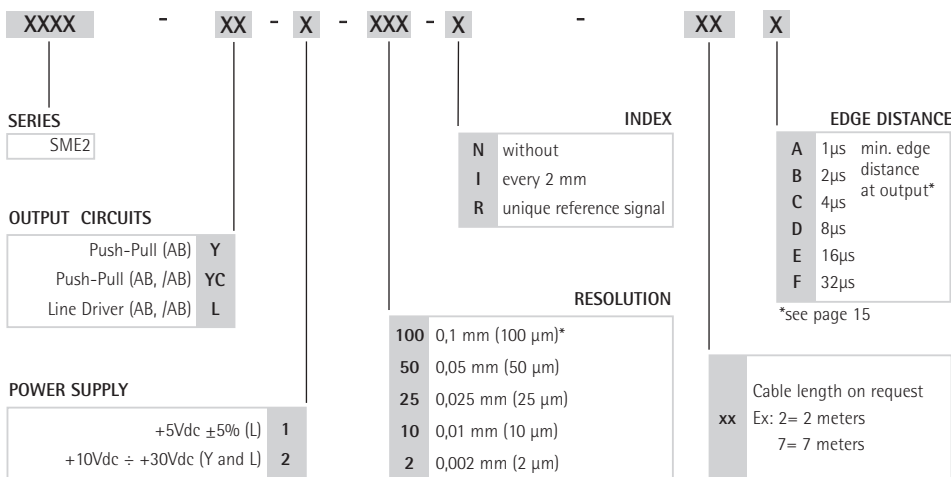 XXXX - XX - X - XXX - X - XX X
SERIES
SME2
OUTPUT CIRCUITS
Push-Pull (AB) Y
Push-Pull (AB, /AB) YC
Line Driver (AB, /AB) L
POWER SUPPLY
+5Vdc ±5% (L) 1
+10Vdc ÷ +30Vdc (Y and L) 2
INDEX
N without
I every 2 mm
R unique reference signal
RESOLUTION
100 0,1 mm (100 µm)*
50 0,05 mm (50 µm)
25 0,025 mm (25 µm)
10 0,01 mm (10 µm)
2 0,002 mm (2 µm)
EDGE DISTANCE
A 1µs min. edge
B 2µs distance
C 4µs at output*
D 8µs
E 16µs
F 32µs
*see page 15
Cable length on request
xx Ex: 2= 2 meters
7= 7 meters